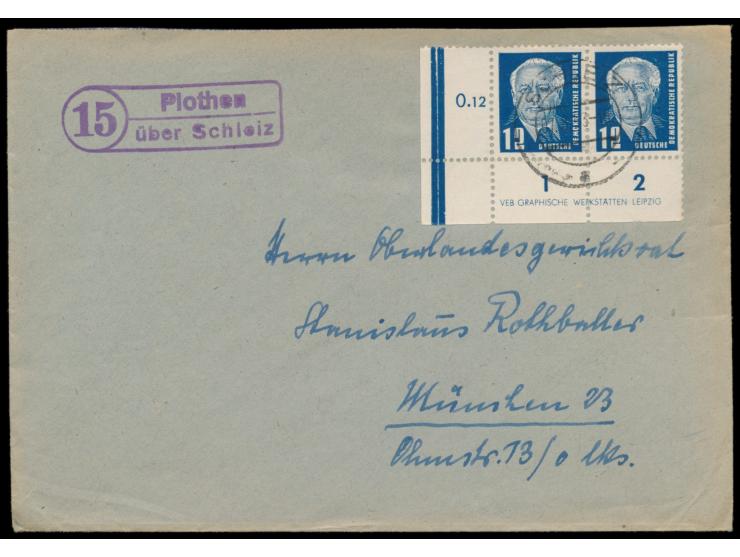 15
Plothen
über Schleiz
0.12
12 DEUTSCHE DEMOKRATISCHE REPUBLIK
12 DEUTSCHE DEMOKRATISCHE REPUBLIK
1 2
VEB GRAPHISCHE WERKSTÄTTEN LEIPZIG
Herrn Oberlandesgerichtsrat
Stanislaus Rothballer
München 23
Ohmstr. 13/o lks.